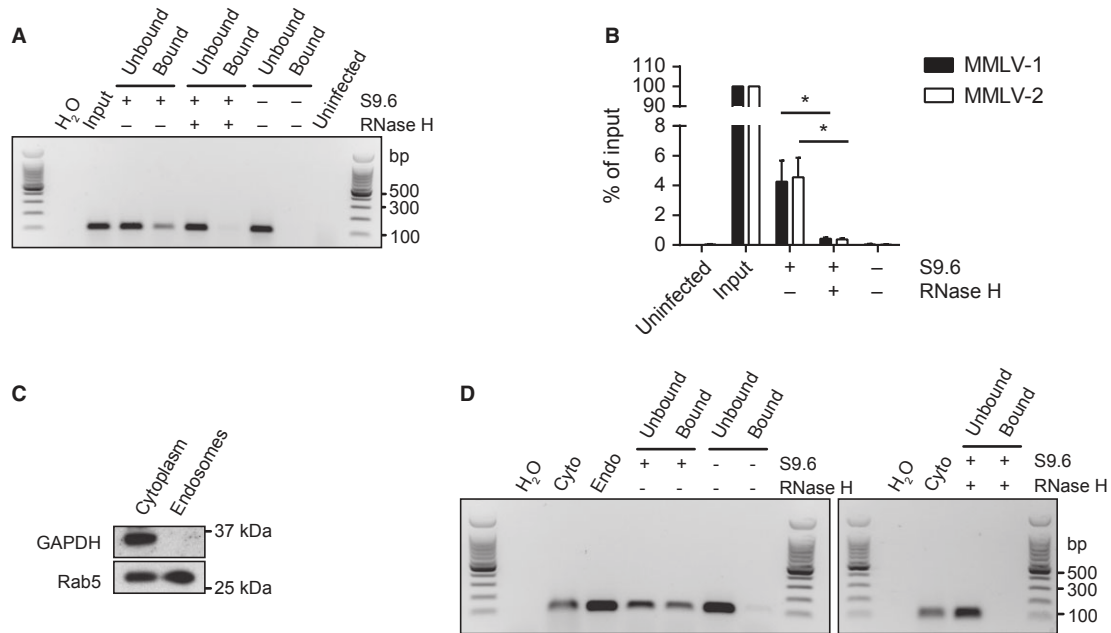 A
H2O
Input
Unbound
Bound
Unbound
Bound
Unbound
Bound
Uninfected
+ + + + – – S9.6
– – + + RNase H
bp
500
300
100
B
MMLV-1
MMLV-2
% of input
100
90
8
6
4
2
0
*
*
Uninfected
Input
+ + – S9.6
– + – RNase H
C
Cytoplasm
Endosomes
GAPDH
37 kDa
Rab5
25 kDa
D
H2O
Cyto
Endo
Unbound
Bound
Unbound
Bound
+ + - - S9.6
- - - - RNase H
H2O
Cyto
Unbound
Bound
+ + S9.6
+ + RNase H
bp
500
300
100